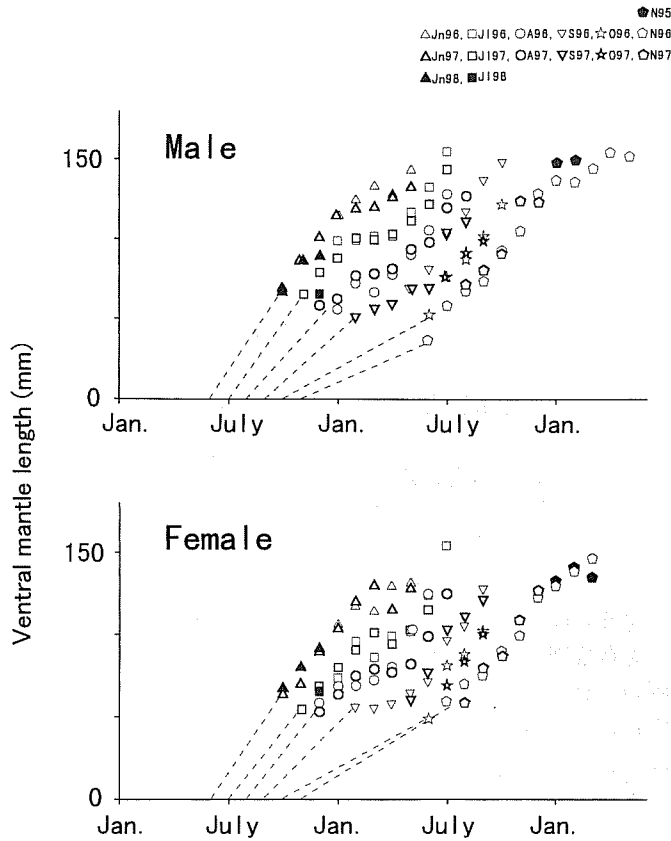 N95
Jn96, Jl96, A96, S96, O96, N96
Jn97, Jl97, A97, S97, O97, N97
Jn98, Jl98
Male
150
0
Jan. July Jan. July Jan.
Ventral mantle length (mm)
Female
150
0
Jan. July Jan. July Jan.